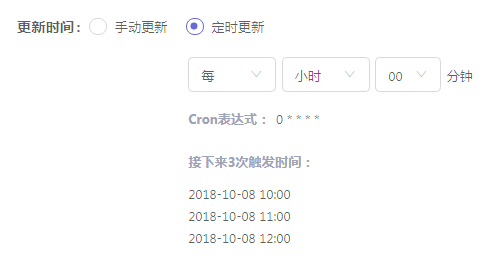 更新时间: 手动更新 定时更新
每 小时 00 分钟
Cron表达式： 0 * * * *
接下来3次触发时间：
2018-10-08 10:00
2018-10-08 11:00
2018-10-08 12:00